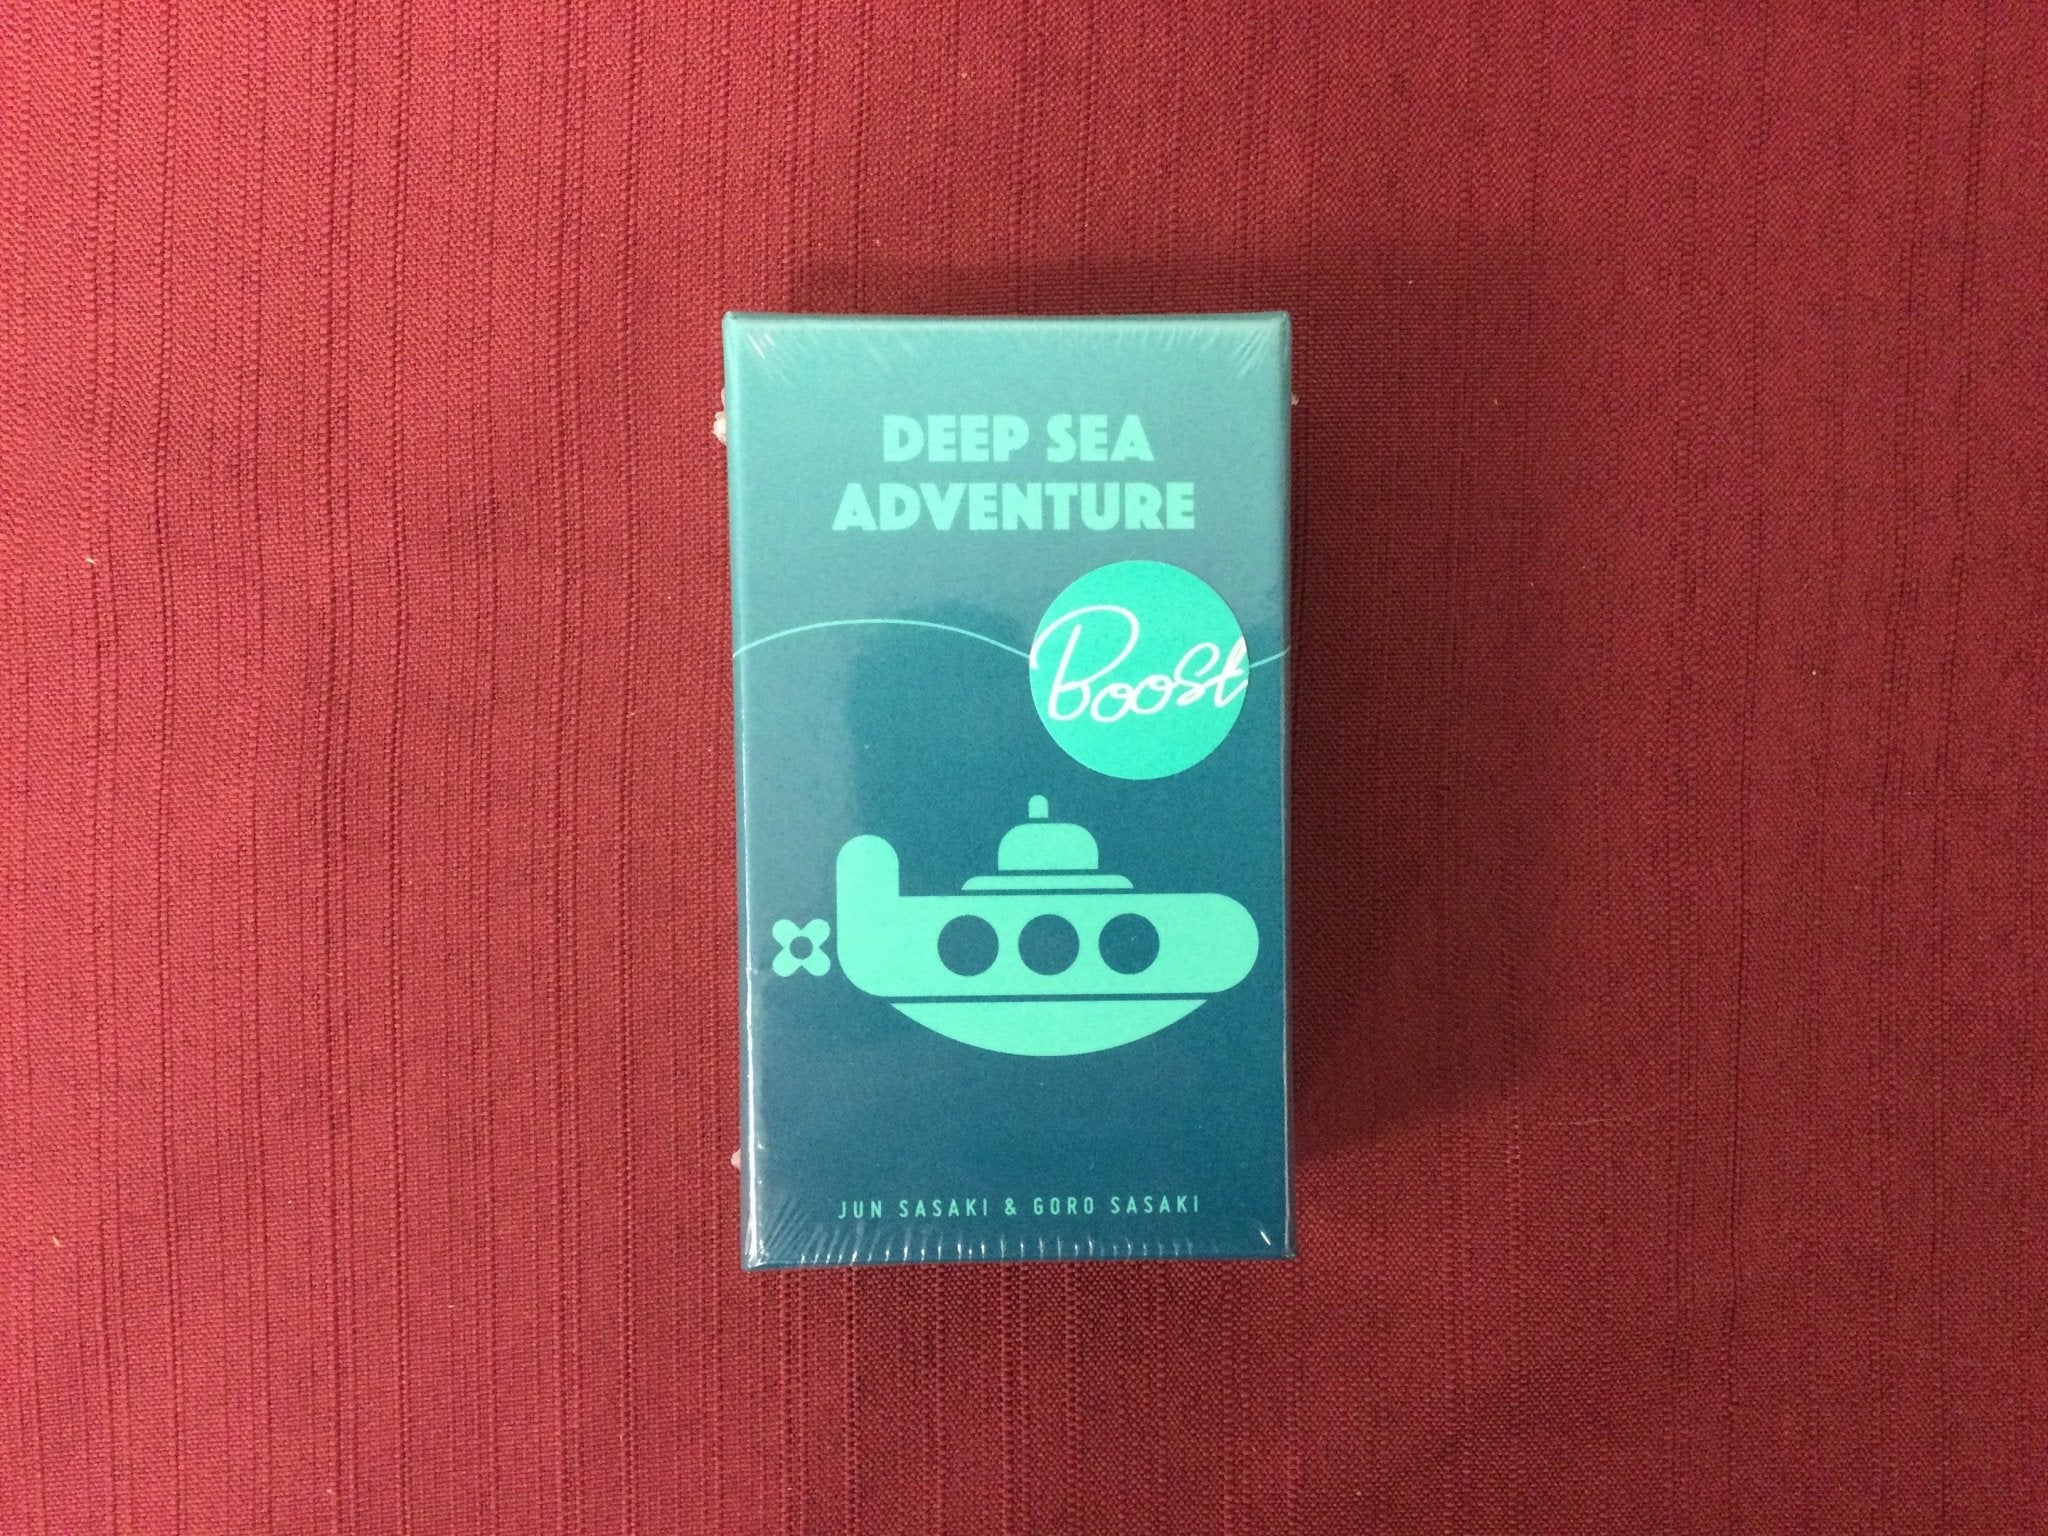 DEEP SEA
ADVENTURE
Boost
JUN SASAKI & GORO SASAKI